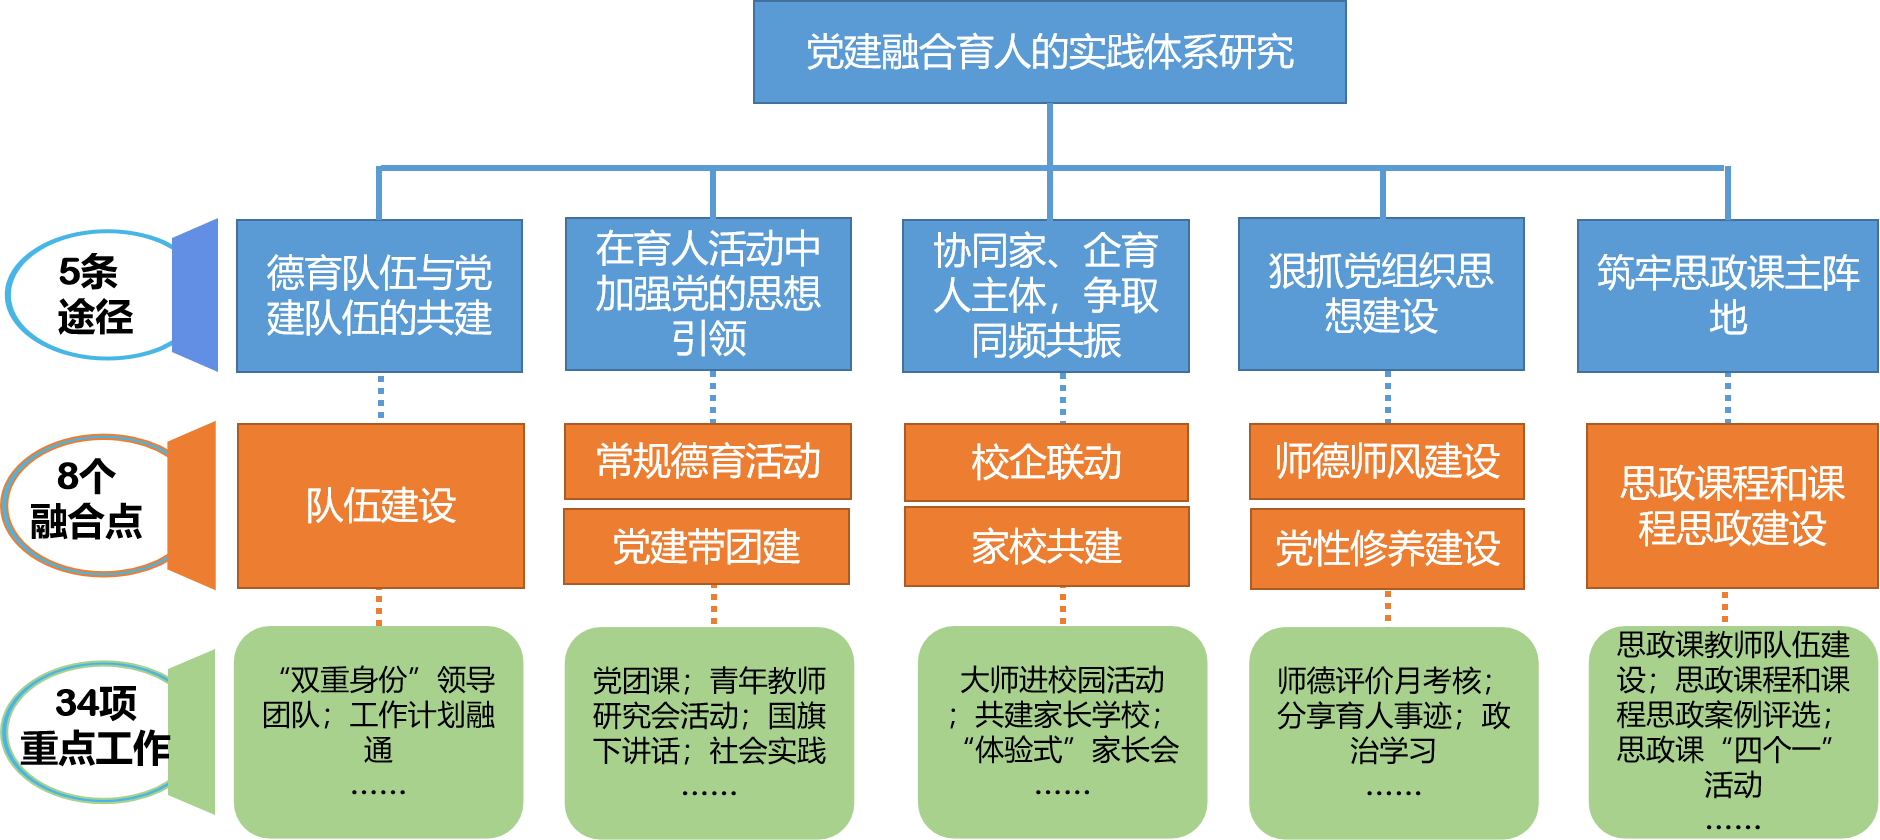 党建融合育人的实践体系研究
5条
途径
德育队伍与党
建队伍的共建
在育人活动中
加强党的思想
引领
协同家、企育
人主体，争取
同频共振
狠抓党组织思
想建设
筑牢思政课主阵
地
8个
融合点
队伍建设
常规德育活动
党建带团建
校企联动
家校共建
师德师风建设
党性修养建设
思政课程和课
程思政建设
34项
重点工作
“双重身份”领导
团队；工作计划融
通
……
党团课；青年教师
研究会活动；国旗
下讲话；社会实践
……
大师进校园活动
；共建家长学校；
“体验式”家长会
……
师德评价月考核；
分享育人事迹；政
治学习
……
思政课教师队伍建
设；思政课程和课
程思政案例评选；
思政课“四个一”
活动
……